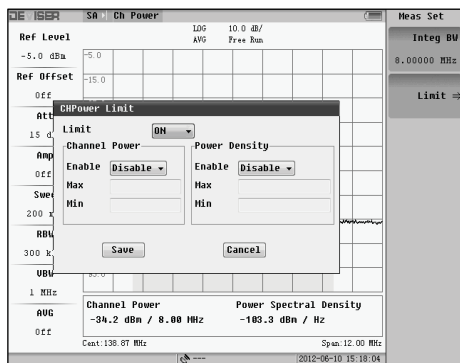 DEVISER SA Ch Power
Meas Set
LOG 10.0 dB/
AVG Free Run
Ref Level
-5.0 dBm
Ref Offset
Off
Att
15 d
Amp
Off
Swe
200
RBW
300 k
VBW
1 MHz
AVG
Off
-5.0
-15.0
CHPower Limit
Limit ON
Channel Power
Enable Disable
Max
Min
Power Density
Enable Disable
Max
Min
Save Cancel
Channel Power
-34.2 dBm / 8.00 MHz
Power Spectral Density
-103.3 dBm / Hz
Cent:138.87 MHz Span:12.00 MHz
--- 2012-06-10 15:18:04
Integ BW
8.00000 MHz
Limit ⇒